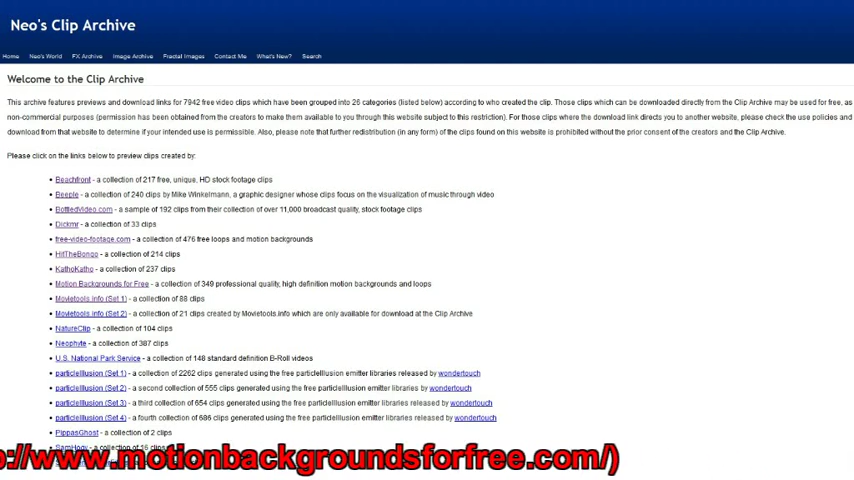 Neo's Clip Archive
Home Neo's World FX Archive Image Archive Fractal Images Contact Me What's New? Search
Welcome to the Clip Archive
This archive features previews and download links for 7942 free video clips which have been grouped into 26 categories (listed below) according to who created the clip. Those clips which can be downloaded directly from the Clip Archive may be used for free, as
non-commercial purposes (permission has been obtained from the creators to make them available to you through this website subject to this restriction). For those clips where the download link directs you to another website, please check the use policies and
download from that website to determine if your intended use is permissible. Also, please note that further redistribution (in any form) of the clips found on this website is prohibited without the prior consent of the creators and the Clip Archive.
Please click on the links below to preview clips created by:
• Beachfront - a collection of 217 free, unique, HD stock footage clips
• Beeple - a collection of 240 clips by Mike Winkelmann, a graphic designer whose clips focus on the visualization of music through video
• BottledVideo.com - a sample of 192 clips from their collection of over 11,000 broadcast quality, stock footage clips
• Dickmr - a collection of 33 clips
• free-video-footage.com - a collection of 476 free loops and motion backgrounds
• HitTheBongo - a collection of 214 clips
• KathoKatho - a collection of 237 clips
• Motion Backgrounds for Free - a collection of 349 professional quality, high definition motion backgrounds and loops
• Movietools.info (Set 1) - a collection of 88 clips
• Movietools.info (Set 2) - a collection of 21 clips created by Movietools.info which are only available for download at the Clip Archive
• NatureClip - a collection of 104 clips
• Neophyte - a collection of 387 clips
• U.S. National Park Service - a collection of 148 standard definition B-Roll videos
• particleIllusion (Set 1) - a collection of 2262 clips generated using the free particleIllusion emitter libraries released by wondertouch
• particleIllusion (Set 2) - a second collection of 555 clips generated using the free particleIllusion emitter libraries by wondertouch
• particleIllusion (Set 3) - a third collection of 654 clips generated using the free particleIllusion emitter libraries by wondertouch
• particleIllusion (Set 4) - a fourth collection of 686 clips generated using the free particleIllusion emitter libraries released by wondertouch
• PippasGhost - a collection of 2 clips
• SamHogy - a collection of 16 clips
p://www.motionbackgroundsforfree.com/)